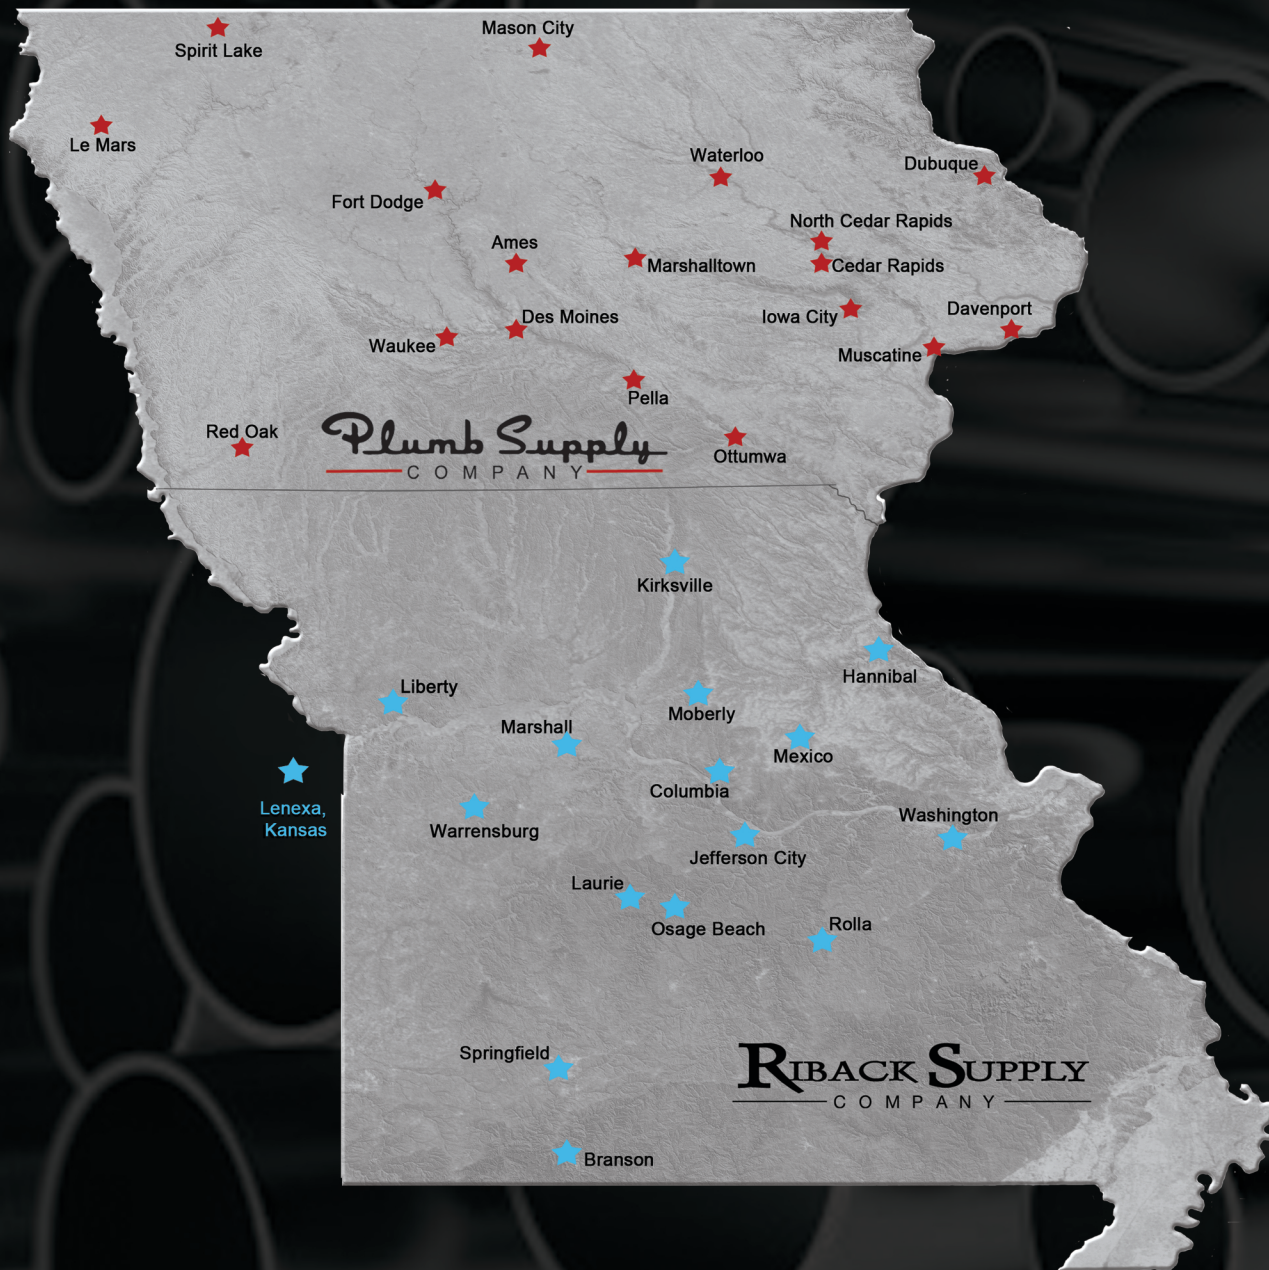 Mason City
Spirit Lake
Le Mars
Waterloo
Dubuque
Fort Dodge
North Cedar Rapids
Ames
Marshalltown
Cedar Rapids
Davenport
Des Moines
Iowa City
Waukee
Muscatine
Pella
Red Oak
Plumb Supply
COMPANY
Ottumwa
Kirksville
Hannibal
Liberty
Moberly
Marshall
Mexico
Columbia
Lenexa,
Kansas
Washington
Warrensburg
Jefferson City
Laurie
Osage Beach
Rolla
Springfield
RIBACK SUPPLY
COMPANY
Branson